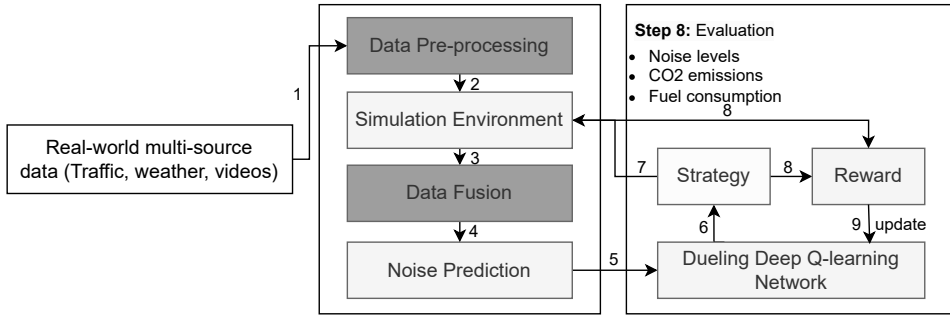 Real-world multi-source
data (Traffic, weather, videos)
1
Data Pre-processing
2
Simulation Environment
3
Data Fusion
4
Noise Prediction
5
Step 8: Evaluation
• Noise levels
• CO2 emissions
• Fuel consumption
8
7
Strategy
8
Reward
6
9
update
Dueling Deep Q-learning
Network